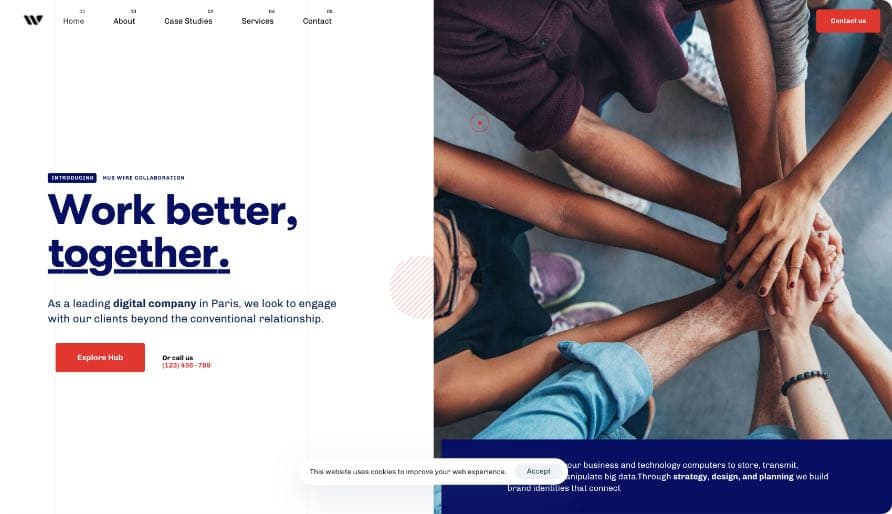 01
Home
03
About
Case Studies
04
Services
05
Contact
Contact us
INTRODUCING HUB WIRE COLLABORATION
Work better,
together.
As a leading digital company in Paris, we look to engage
with our clients beyond the conventional relationship.
Explore Hub
Or call us
(123) 456 - 789
This website uses cookies to improve your web experience.
Accept
our business and technology computers to store, transmit,
anipulate big data.Through strategy, design, and planning we build
brand identities that connect